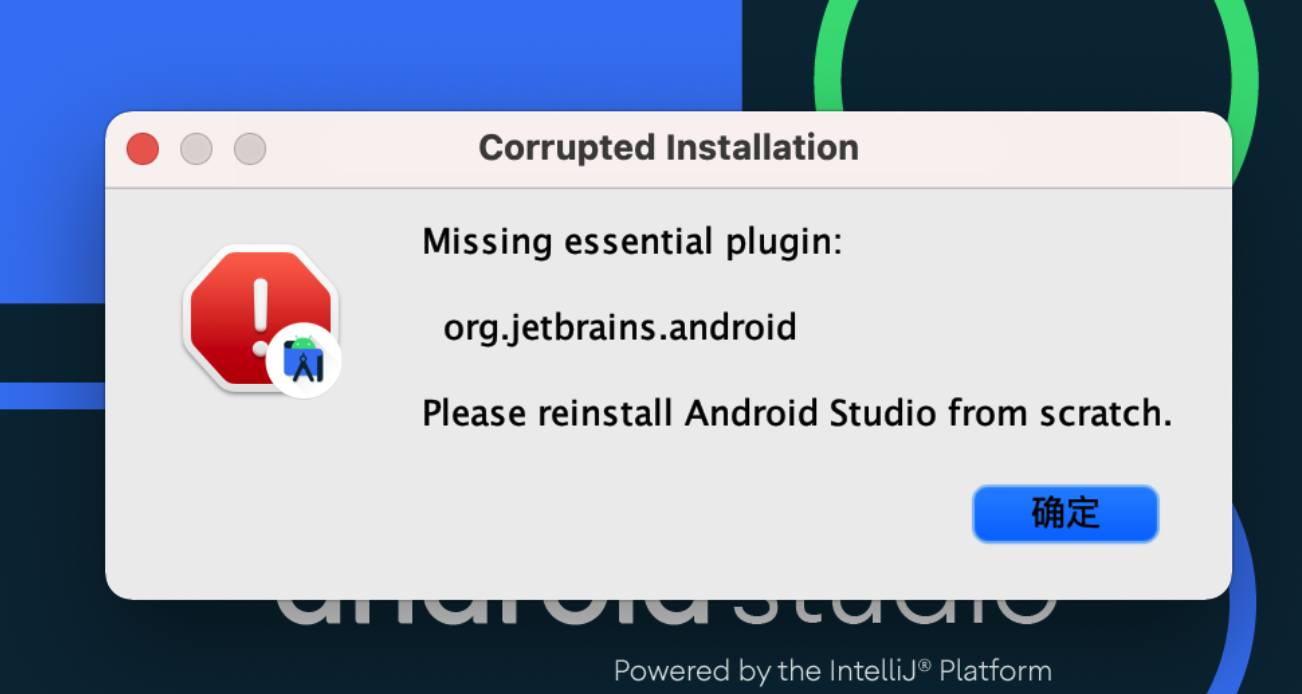 Corrupted Installation
Missing essential plugin:
org.jetbrains.android
Please reinstall Android Studio from scratch.
确定
android studio
Powered by the IntelliJ® Platform